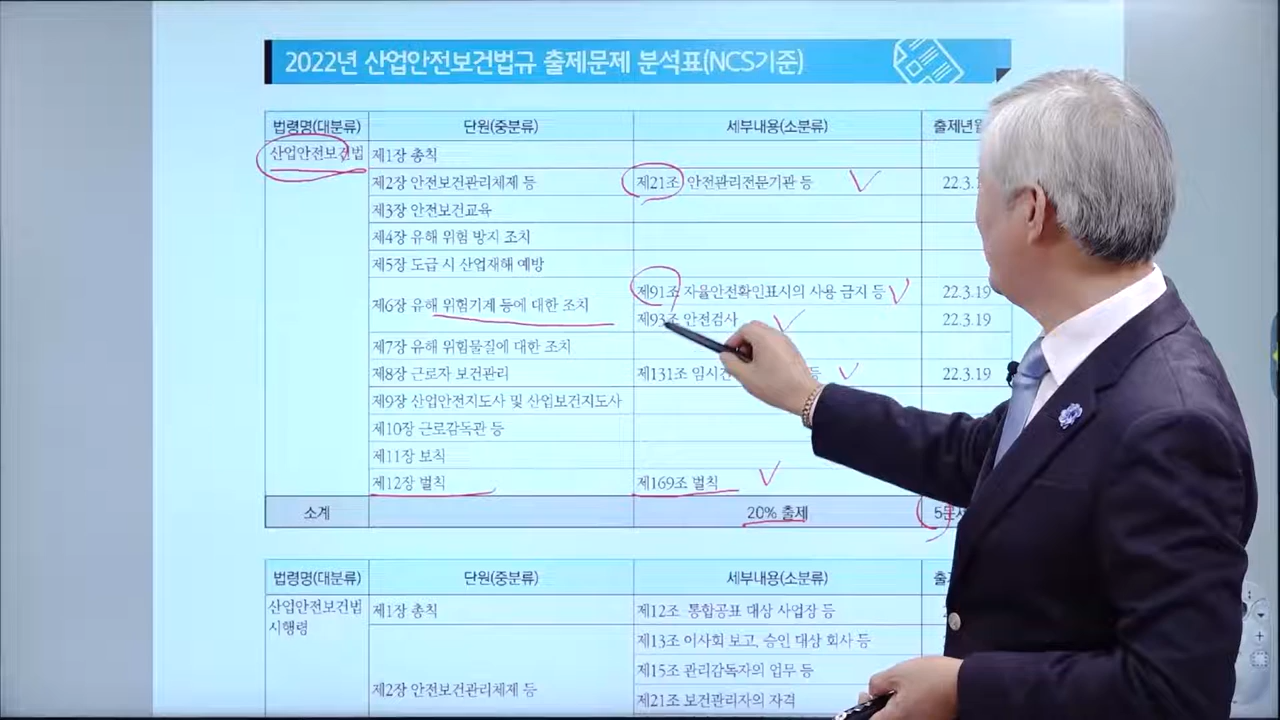 2022년 산업안전보건법규 출제문제 분석표(NCS기준)
법령명(대분류) 단원(중분류) 세부내용(소분류) 출제년월
산업안전보건법 제1장 총칙
제2장 안전보건관리체제 등 제21조 안전관리전문기관 등 22.3.1
제3장 안전보건교육
제4장 유해 위험 방지 조치
제5장 도급 시 산업재해 예방
제6장 유해 위험기계 등에 대한 조치
제91조 자율안전확인표시의 사용 금지 등 22.3.19
제93조 안전검사 22.3.19
제7장 유해 위험물질에 대한 조치
제8장 근로자 보건관리 제131조 임시건 등 22.3.19
제9장 산업안전지도사 및 산업보건지도사
제10장 근로감독관 등
제11장 보칙
제12장 벌칙 제169조 벌칙
소계 20% 출제 5문제
법령명(대분류) 단원(중분류) 세부내용(소분류)
산업안전보건법 시행령 제1장 총칙 제12조 통합공표 대상 사업장 등
제13조 이사회 보고, 승인 대상 회사 등
제15조 관리감독자의 업무 등
제2장 안전보건관리체제 등
제21조 보건관리자의 자격